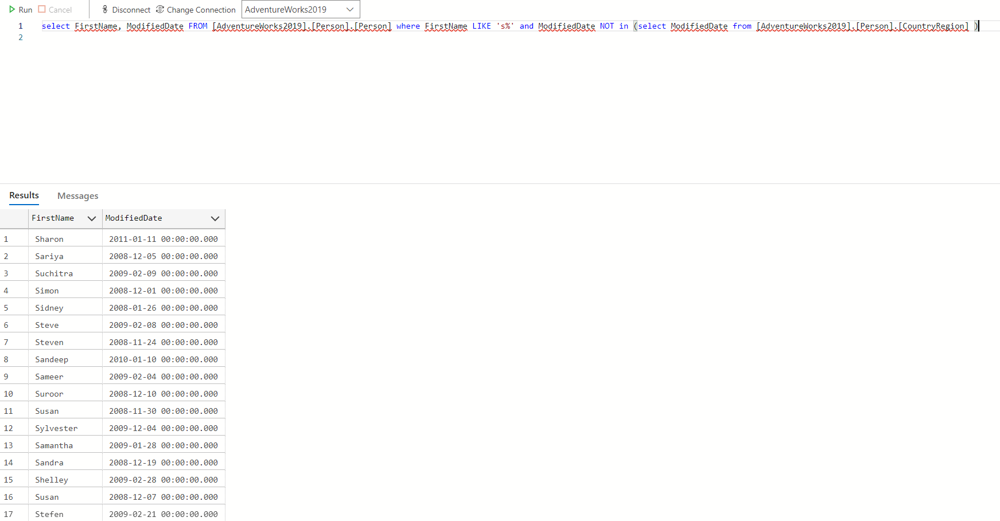 Run Cancel Disconnect Change Connection AdventureWorks2019
1 select FirstName, ModifiedDate FROM [AdventureWorks2019].[Person].[Person] where FirstName LIKE 's%' and ModifiedDate NOT in (select ModifiedDate from [AdventureWorks2019].[Person].[CountryRegion] )
2
Results Messages
FirstName ModifiedDate
1 Sharon 2011-01-11 00:00:00.000
2 Sariya 2008-12-05 00:00:00.000
3 Suchitra 2009-02-09 00:00:00.000
4 Simon 2008-12-01 00:00:00.000
5 Sidney 2008-01-26 00:00:00.000
6 Steve 2009-02-08 00:00:00.000
7 Steven 2008-11-24 00:00:00.000
8 Sandeep 2010-01-10 00:00:00.000
9 Sameer 2009-02-04 00:00:00.000
10 Suroor 2008-12-10 00:00:00.000
11 Susan 2008-11-30 00:00:00.000
12 Sylvester 2009-12-04 00:00:00.000
13 Samantha 2009-01-28 00:00:00.000
14 Sandra 2008-12-19 00:00:00.000
15 Shelley 2009-02-28 00:00:00.000
16 Susan 2008-12-07 00:00:00.000
17 Stefen 2009-02-21 00:00:00.000